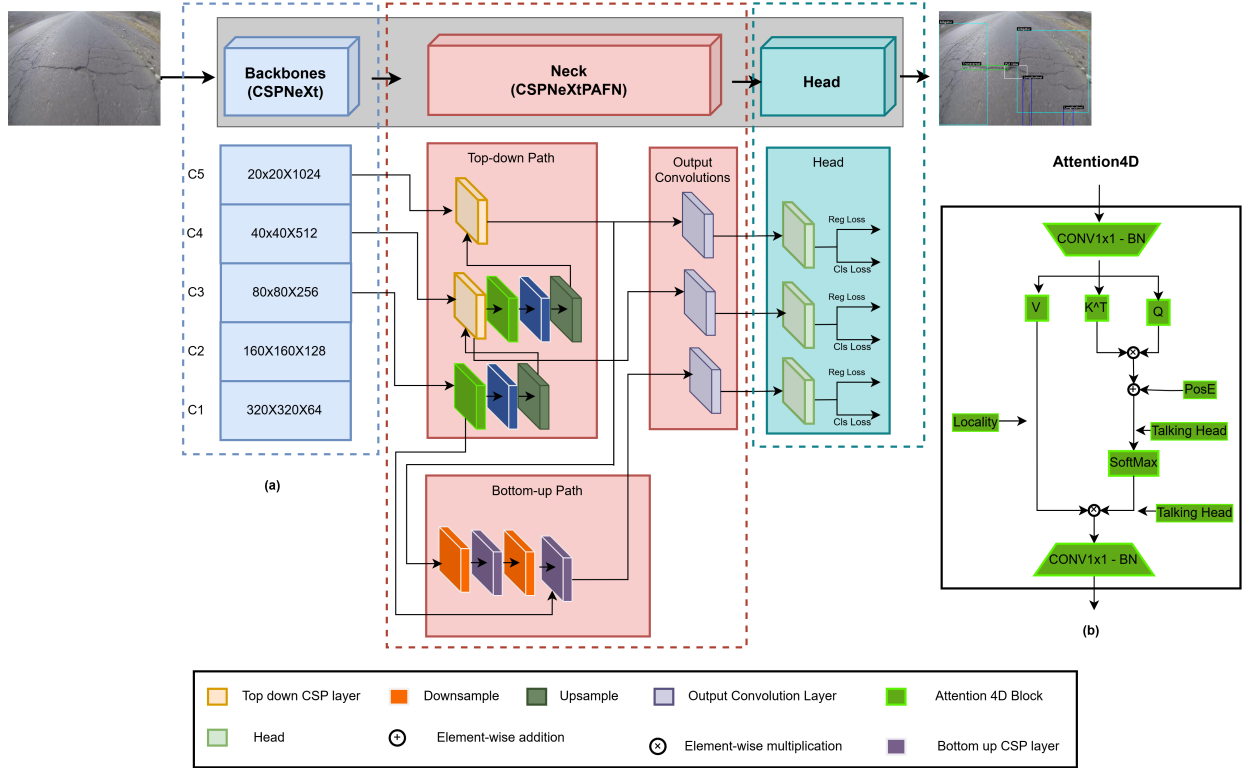 Backbones
(CSPNeXt)
Neck
(CSPNeXtPAFN)
Head
C5
20x20X1024
C4
40x40X512
C3
80x80X256
C2
160X160X128
C1
320X320X64
(a)
Top-down Path
Output
Convolutions
Head
Reg Loss
Cls Loss
Reg Loss
Cls Loss
Reg Loss
Cls Loss
Bottom-up Path
Attention4D
CONV1x1 - BN
V
K^T
Q
PosE
Locality
Talking Head
SoftMax
Talking Head
CONV1x1 - BN
(b)
Top down CSP layer
Downsample
Upsample
Output Convolution Layer
Attention 4D Block
Head
Element-wise addition
Element-wise multiplication
Bottom up CSP layer